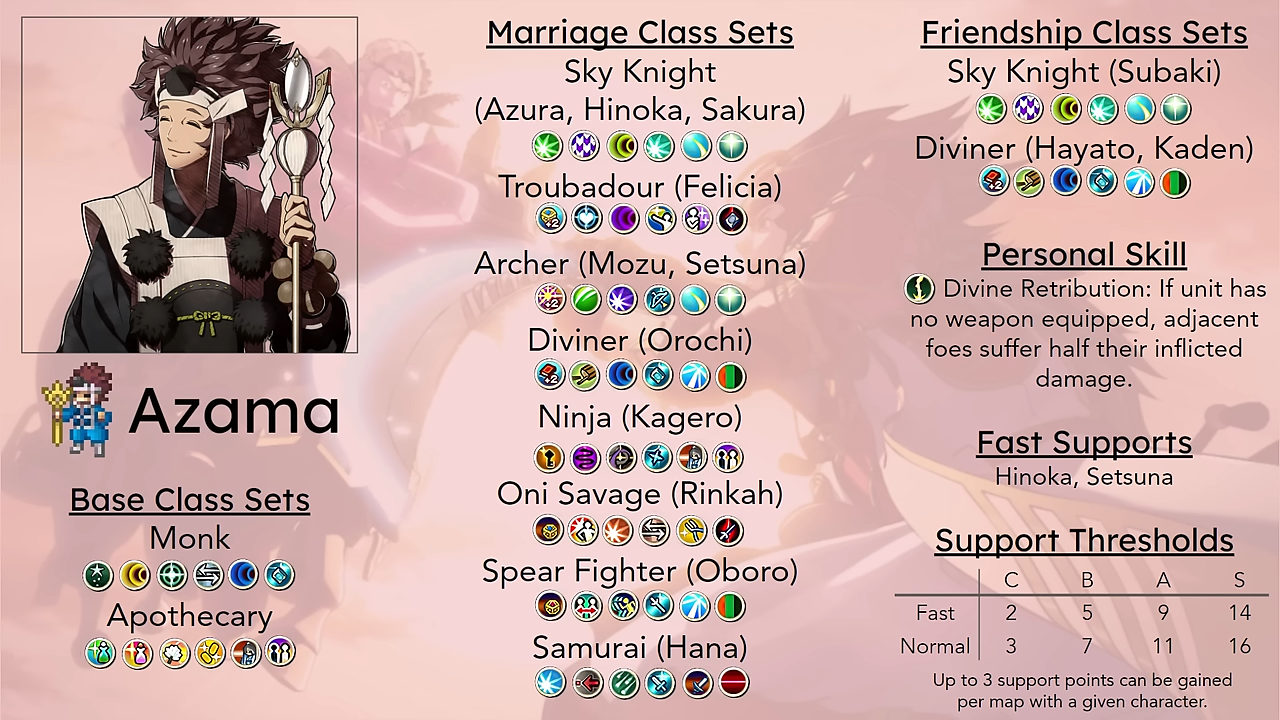 Azama
Base Class Sets
Monk
Apothecary
Marriage Class Sets
Sky Knight
(Azura, Hinoka, Sakura)
Troubadour (Felicia)
Archer (Mozu, Setsuna)
Diviner (Orochi)
Ninja (Kagero)
Oni Savage (Rinkah)
Spear Fighter (Oboro)
Samurai (Hana)
Friendship Class Sets
Sky Knight (Subaki)
Diviner (Hayato, Kaden)
Personal Skill
Divine Retribution: If unit has
no weapon equipped, adjacent
foes suffer half their inflicted
damage.
Fast Supports
Hinoka, Setsuna
Support Thresholds
C B A S
Fast 2 5 9 14
Normal 3 7 11 16
Up to 3 support points can be gained
per map with a given character.